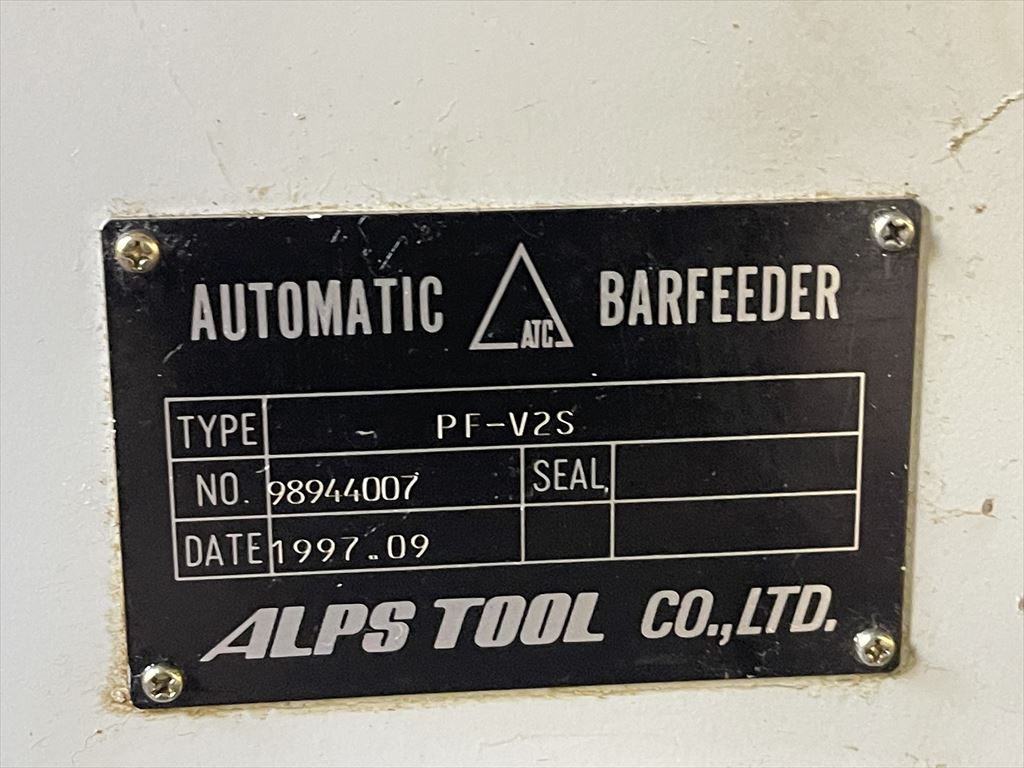 AUTOMATIC ATC BARFEEDER
TYPE PF-V2S
NO. 98944007 SEAL
DATE 1997.09
ALPS TOOL CO.,LTD.